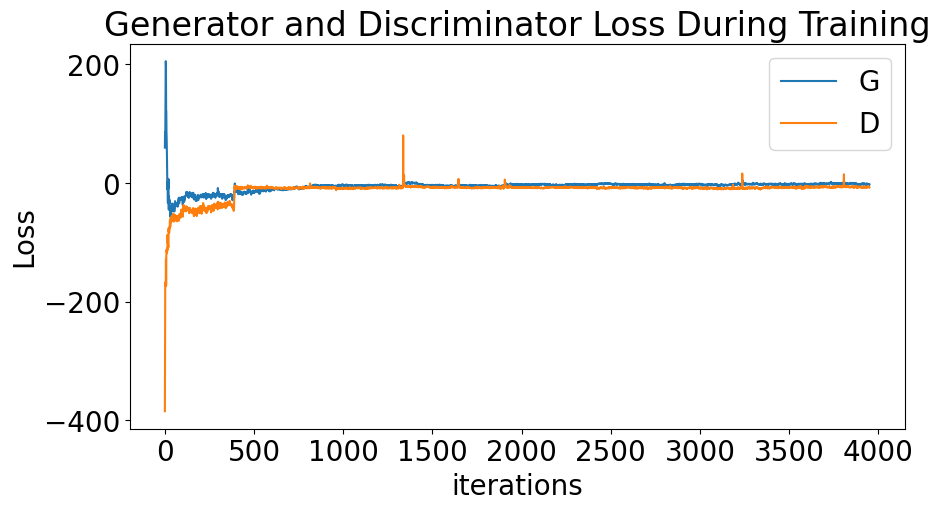 Generator and Discriminator Loss During Training
G
D
Loss
200
0
−200
−400
0 500 1000 1500 2000 2500 3000 3500 4000
iterations